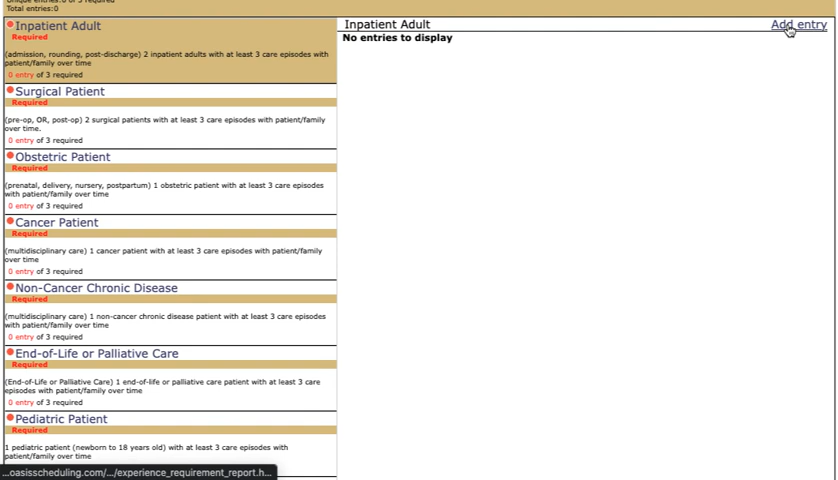 Unique entries:0 of 3 required
Total entries:0
Inpatient Adult
Required
(admission, rounding, post-discharge) 2 inpatient adults with at least 3 care episodes with
patient/family over time
0 entry of 3 required
Surgical Patient
Required
(pre-op, OR, post-op) 2 surgical patients with at least 3 care episodes with patient/family
over time.
0 entry of 3 required
Obstetric Patient
Required
(prenatal, delivery, nursery, postpartum) 1 obstetric patient with at least 3 care episodes
with patient/family over time
0 entry of 3 required
Cancer Patient
Required
(multidisciplinary care) 1 cancer patient with at least 3 care episodes with patient/family
over time
0 entry of 3 required
Non-Cancer Chronic Disease
Required
(multidisciplinary care) 1 non-cancer chronic disease patient with at least 3 care
episodes with patient/family over time
0 entry of 3 required
End-of-Life or Palliative Care
Required
(End-of-Life or Palliative Care) 1 end-of-life or palliative care patient with at least 3 care
episodes with patient/family over time
0 entry of 3 required
Pediatric Patient
Required
1 pediatric patient (newborn to 18 years old) with at least 3 care episodes with
patient/family over time
...oasisscheduling.com/.../experience_requirement_report.h...
Inpatient Adult
Add entry
No entries to display